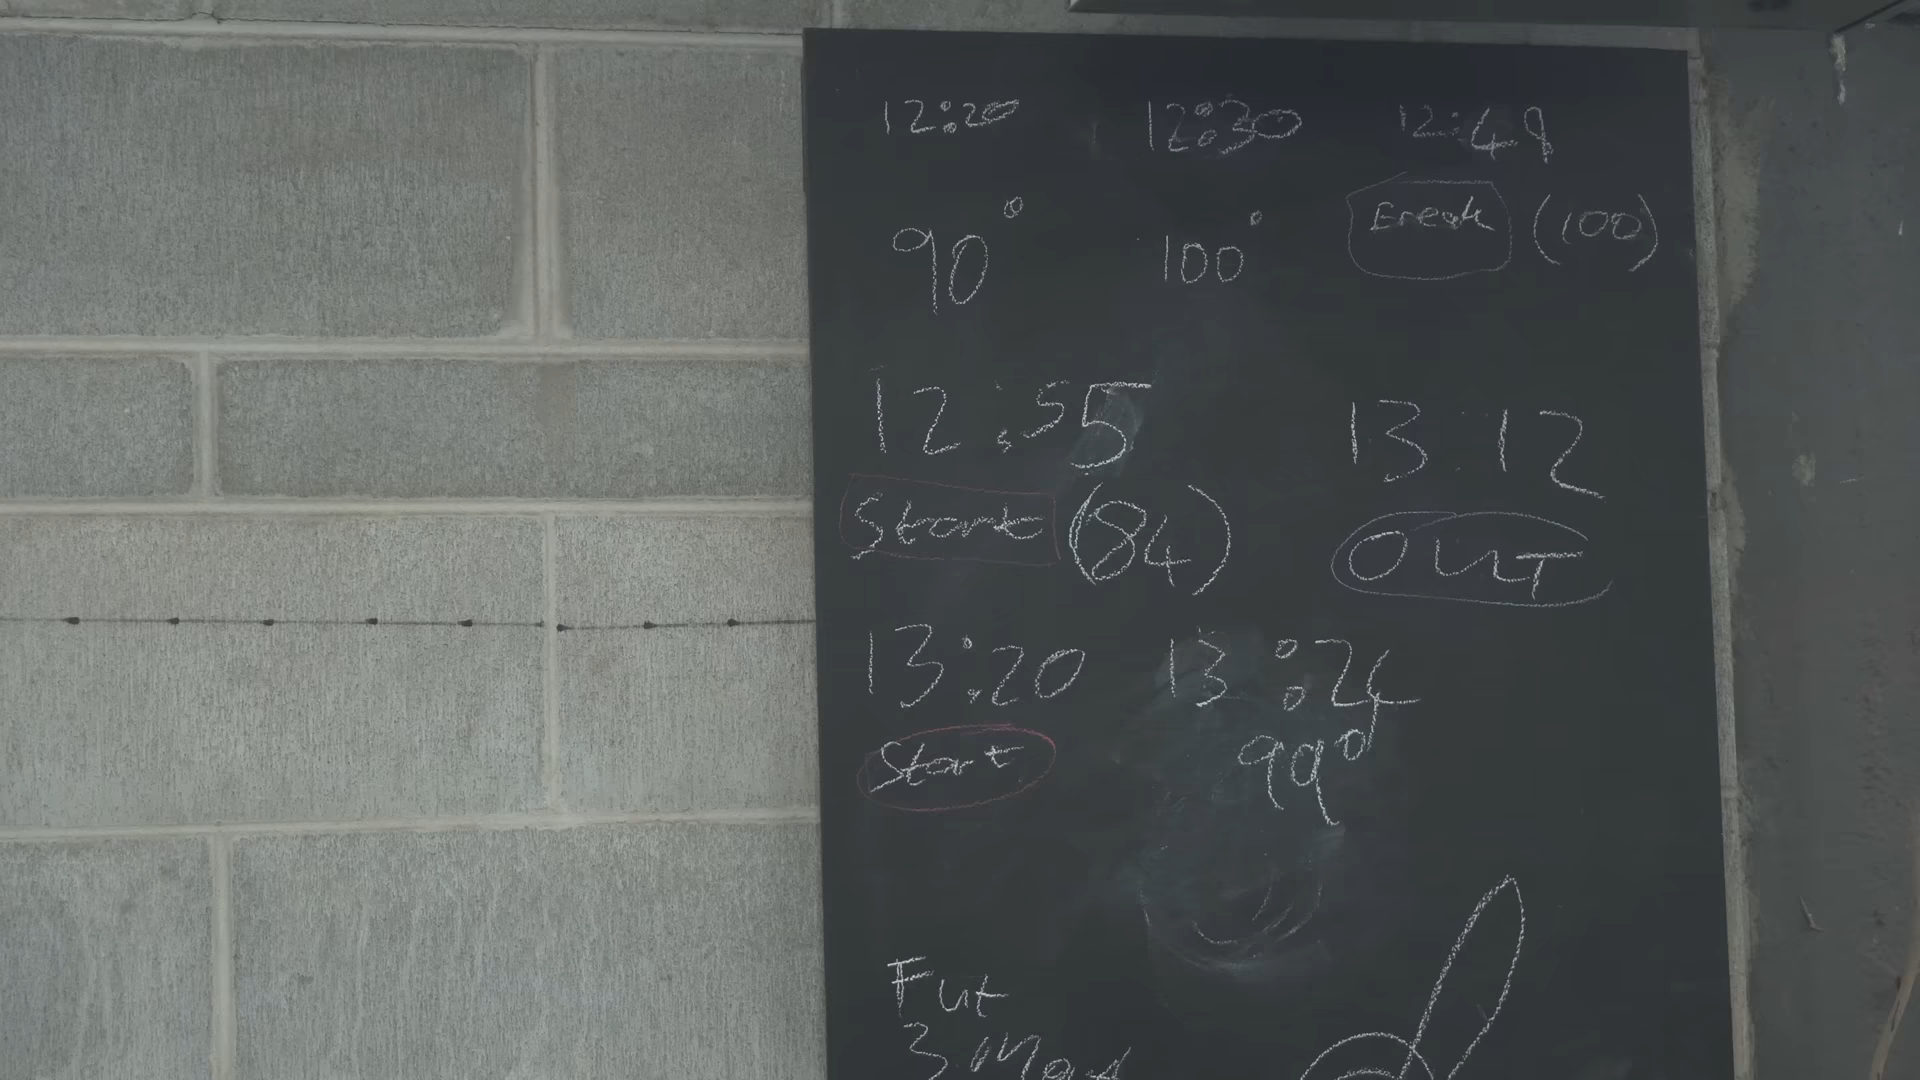 12:20 12:30 12:49
90° 100° Break (100)
12:55 13 12
Start (84) OUT
13:20 13:24
Start 99°
Fut